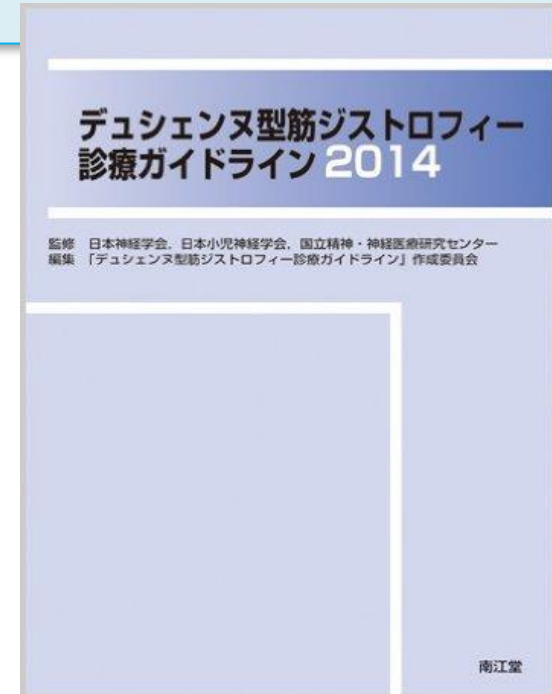 デュシェンヌ型筋ジストロフィー
診療ガイドライン 2014
監修 日本神経学会，日本小児神経学会，国立精神・神経医療研究センター
編集 「デュシェンヌ型筋ジストロフィー診療ガイドライン」作成委員会
南江堂